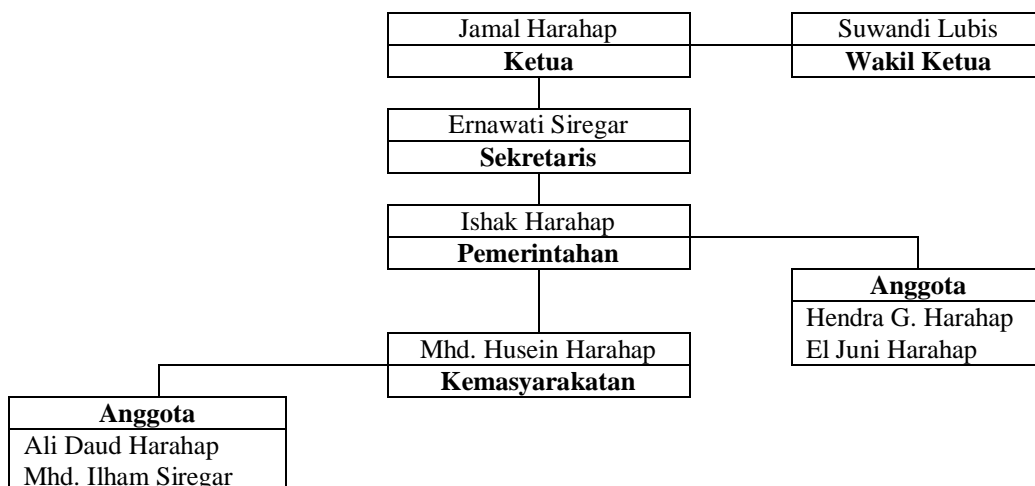 Jamal Harahap
Ketua
Suwandi Lubis
Wakil Ketua
Ernawati Siregar
Sekretaris
Ishak Harahap
Pemerintahan
Anggota
Hendra G. Harahap
El Juni Harahap
Mhd. Husein Harahap
Kemasyarakatan
Anggota
Ali Daud Harahap
Mhd. Ilham Siregar